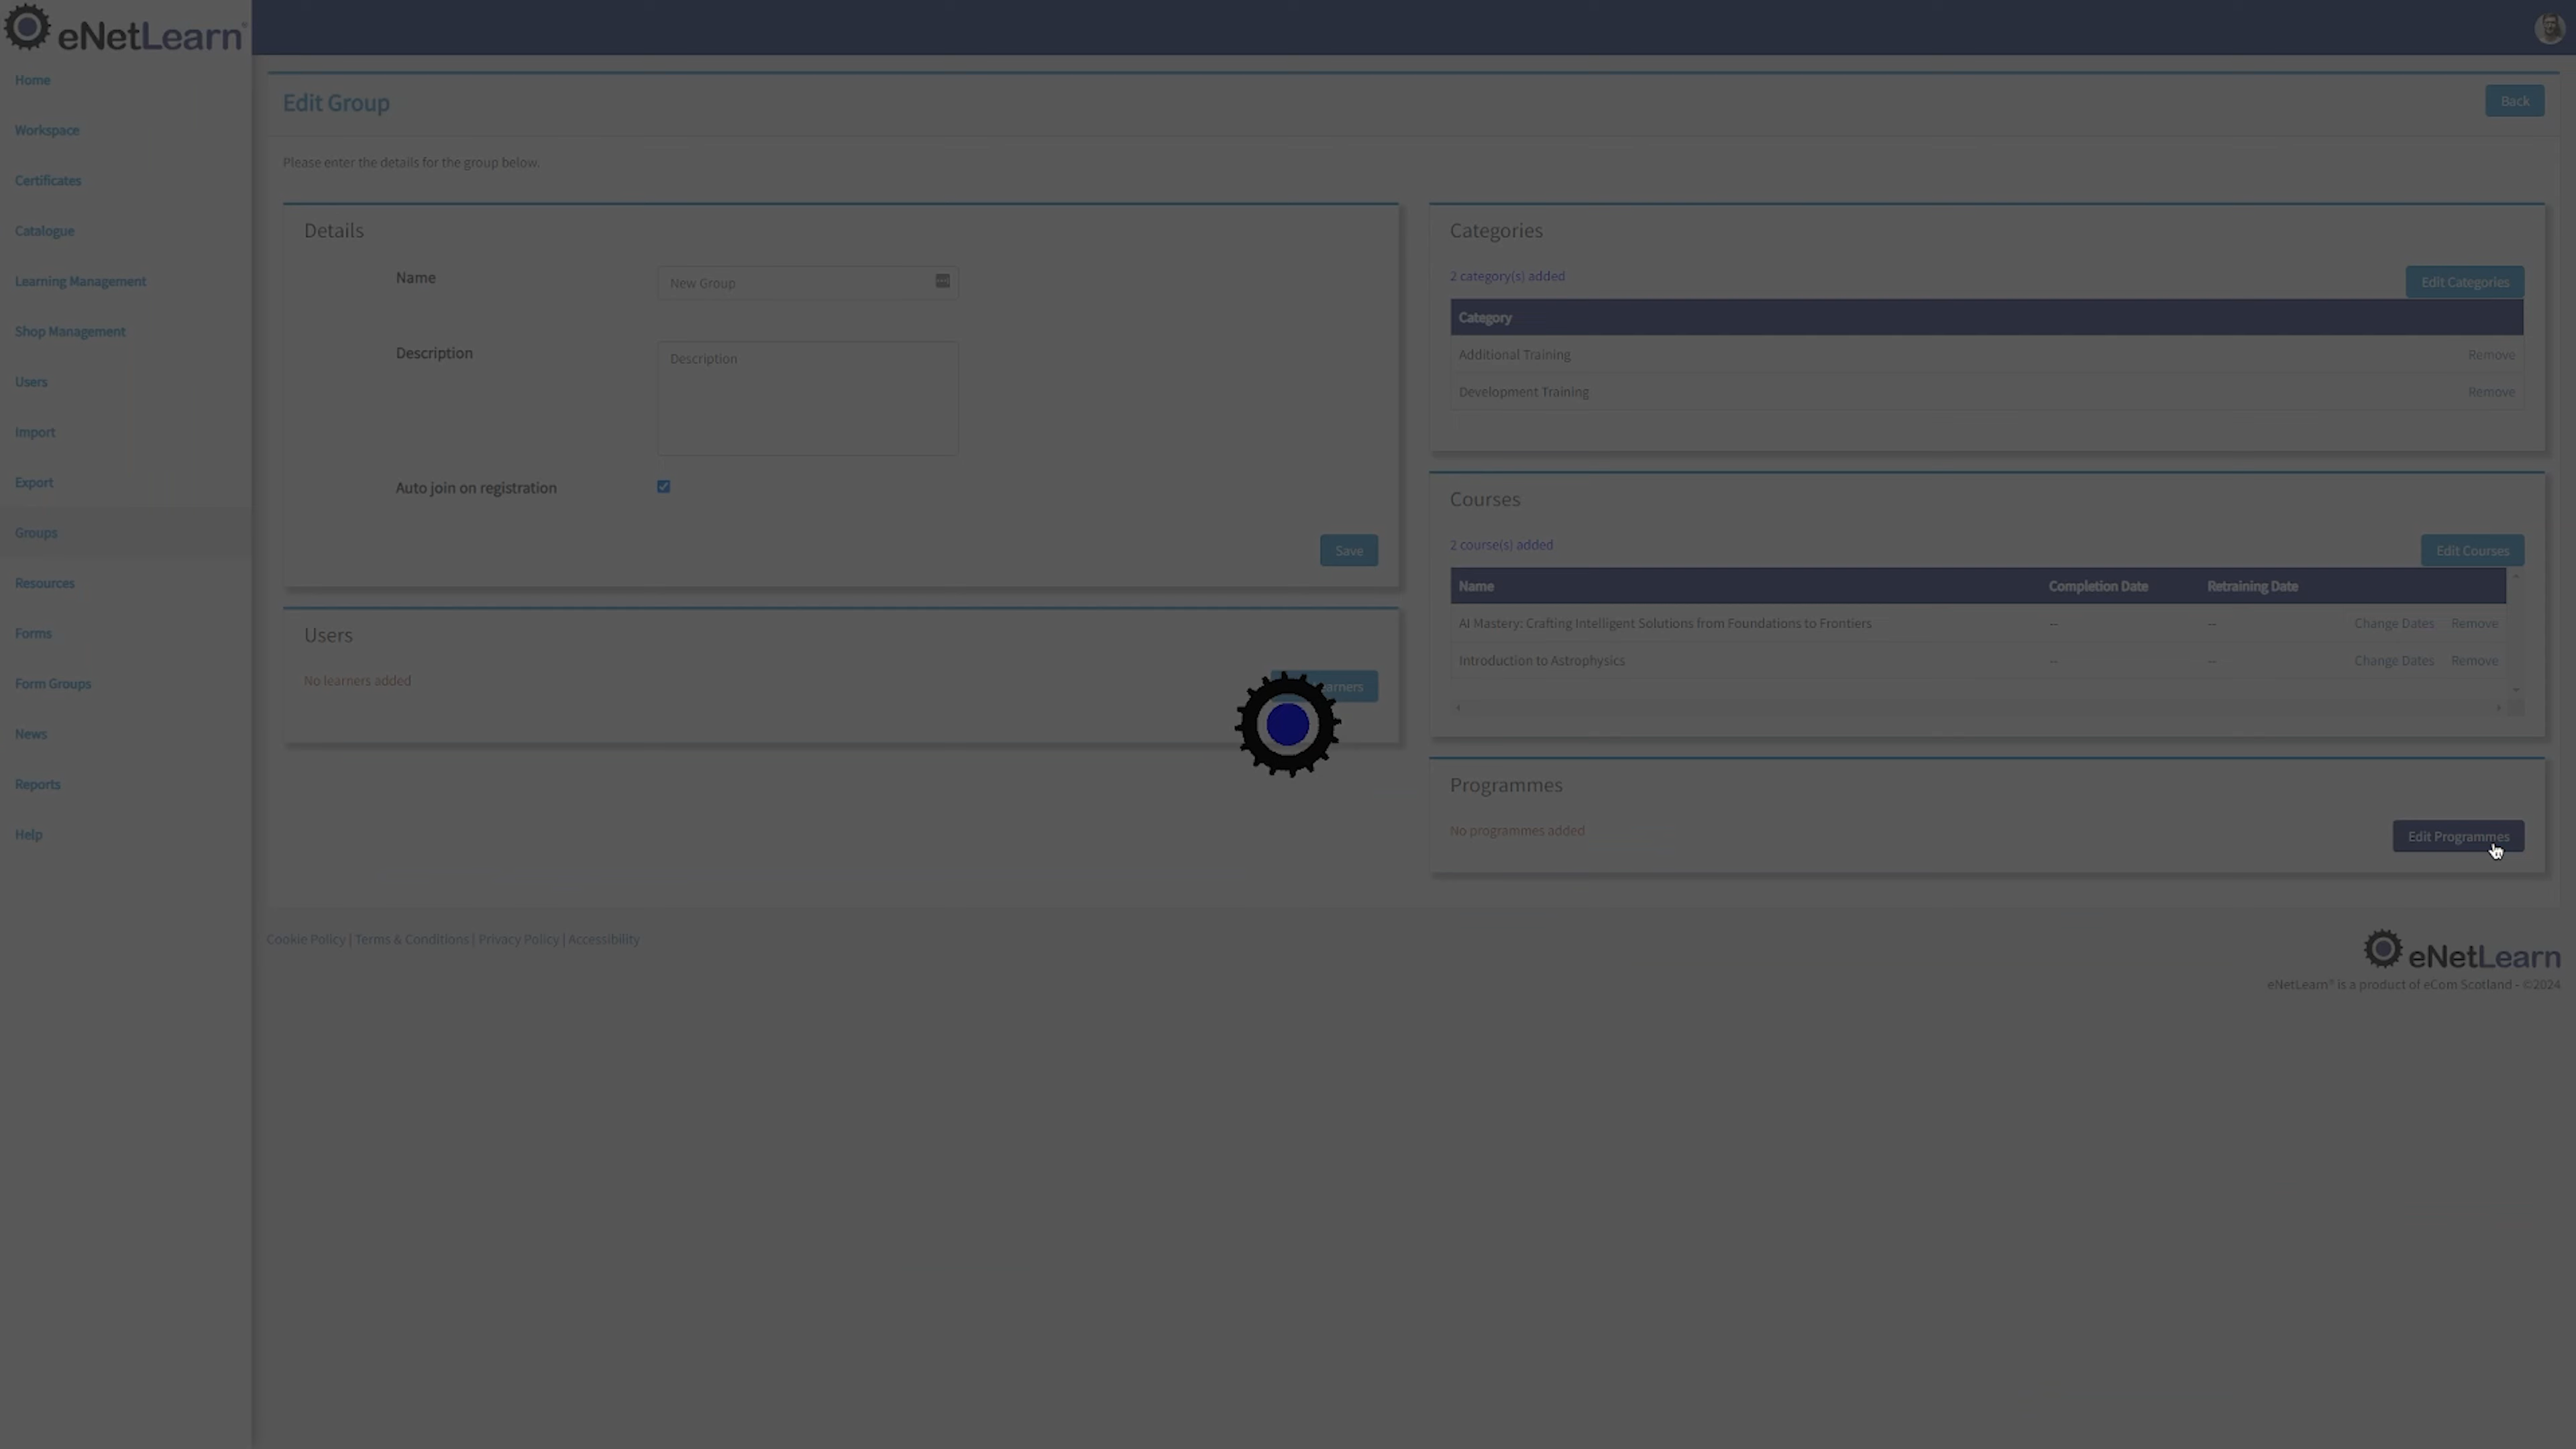 eNetLearn®
Home
Workspace
Certificates
Catalogue
Learning Management
Shop Management
Users
Import
Export
Groups
Resources
Forms
Form Groups
News
Reports
Help
Edit Group
Back
Please enter the details for the group below.
Details
Name
New Group
Description
Description
Auto join on registration
Save
Users
No learners added
Categories
2 category(s) added
Edit Categories
Category
Additional Training Remove
Development Training Remove
Courses
2 course(s) added
Edit Courses
Name Completion Date Retraining Date
AI Mastery: Crafting Intelligent Solutions from Foundations to Frontiers -- -- Change Dates Remove
Introduction to Astrophysics -- -- Change Dates Remove
Programmes
No programmes added
Edit Programmes
Cookie Policy | Terms & Conditions | Privacy Policy | Accessibility
eNetLearn
eNetLearn® is a product of eCom Scotland - ©2024